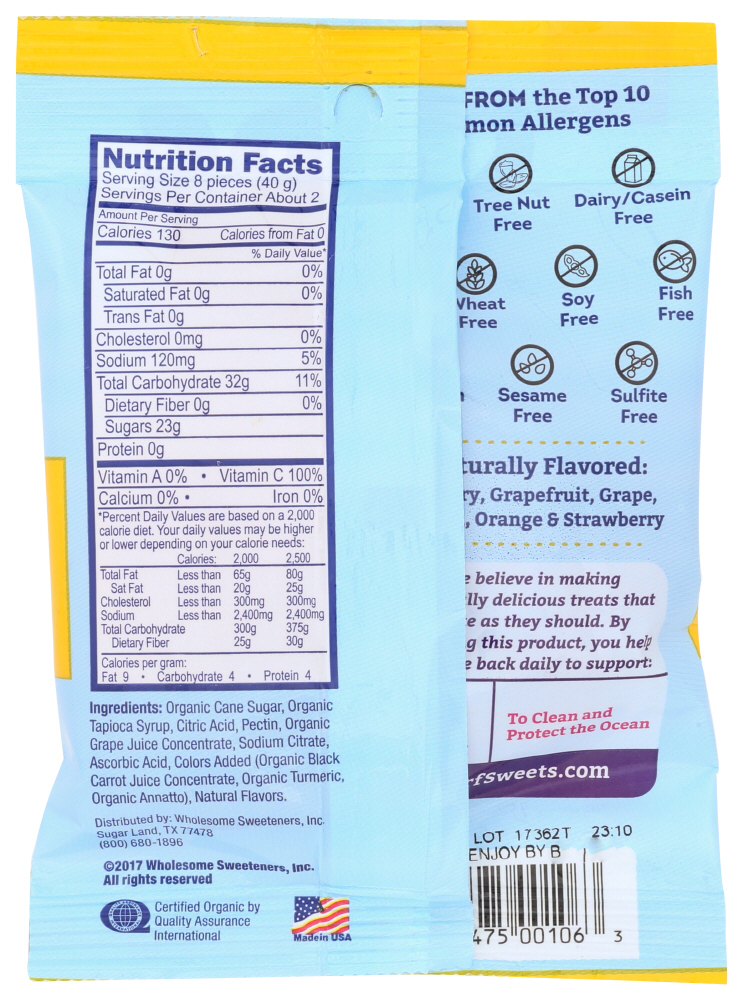 Nutrition Facts
Serving Size 8 pieces (40 g)
Servings Per Container About 2
Amount Per Serving
Calories 130 Calories from Fat 0
% Daily Value*
Total Fat 0g 0%
Saturated Fat 0g 0%
Trans Fat 0g
Cholesterol 0mg 0%
Sodium 120mg 5%
Total Carbohydrate 32g 11%
Dietary Fiber 0g 0%
Sugars 23g
Protein 0g
Vitamin A 0% • Vitamin C 100%
Calcium 0% • Iron 0%
*Percent Daily Values are based on a 2,000
calorie diet. Your daily values may be higher
or lower depending on your calorie needs:
Calories: 2,000 2,500
Total Fat Less than 65g 80g
Sat Fat Less than 20g 25g
Cholesterol Less than 300mg 300mg
Sodium Less than 2,400mg 2,400mg
Total Carbohydrate 300g 375g
Dietary Fiber 25g 30g
Calories per gram:
Fat 9 • Carbohydrate 4 • Protein 4
Ingredients: Organic Cane Sugar, Organic
Tapioca Syrup, Citric Acid, Pectin, Organic
Grape Juice Concentrate, Sodium Citrate,
Ascorbic Acid, Colors Added (Organic Black
Carrot Juice Concentrate, Organic Turmeric,
Organic Annatto), Natural Flavors.
Distributed by: Wholesome Sweeteners, Inc.
Sugar Land, TX 77478
(800) 680-1896
©2017 Wholesome Sweeteners, Inc.
All rights reserved
Certified Organic by
Quality Assurance
International
Made in USA
FROM the Top 10
mon Allergens
Tree Nut
Free
Dairy/Casein
Free
Wheat
Free
Soy
Free
Fish
Free
Sesame
Free
Sulfite
Free
turally Flavored:
ry, Grapefruit, Grape,
, Orange & Strawberry
e believe in making
lly delicious treats that
e as they should. By
g this product, you help
e back daily to support:
To Clean and
Protect the Ocean
rfSweets.com
LOT 17362T 23:10
ENJOY BY B
475 00106 3